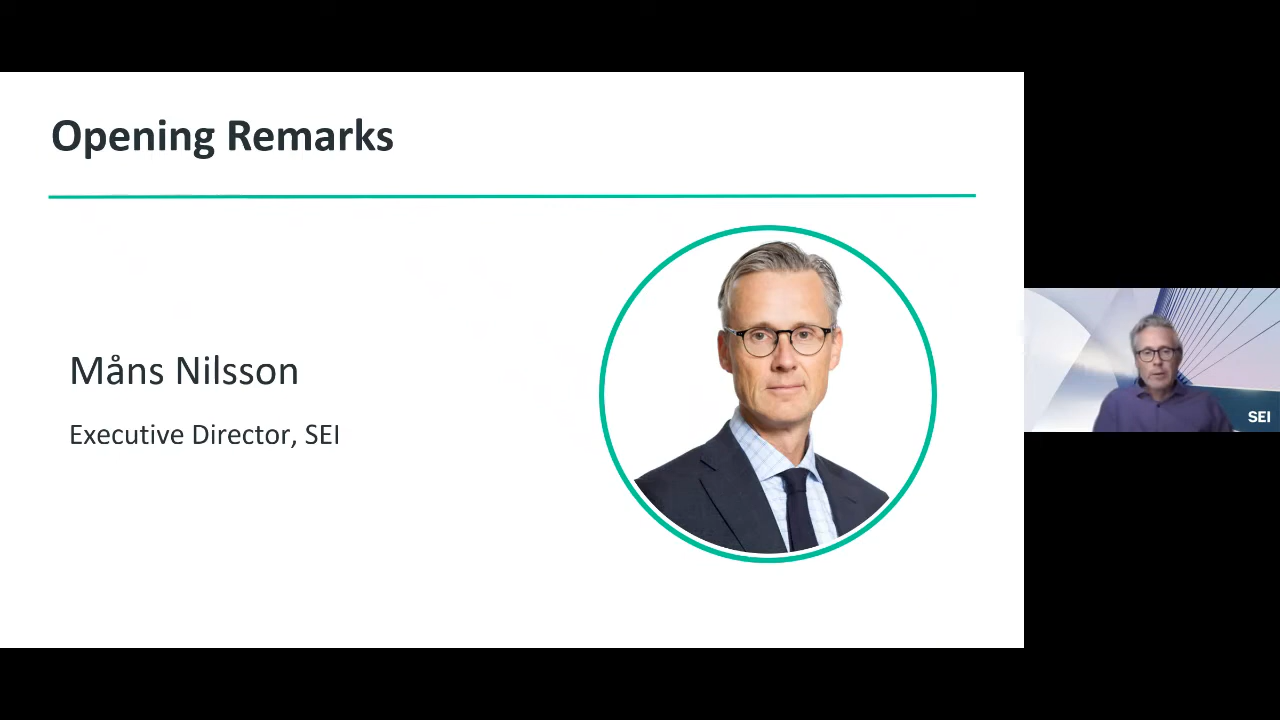 Opening Remarks
Måns Nilsson
Executive Director, SEI
SEI